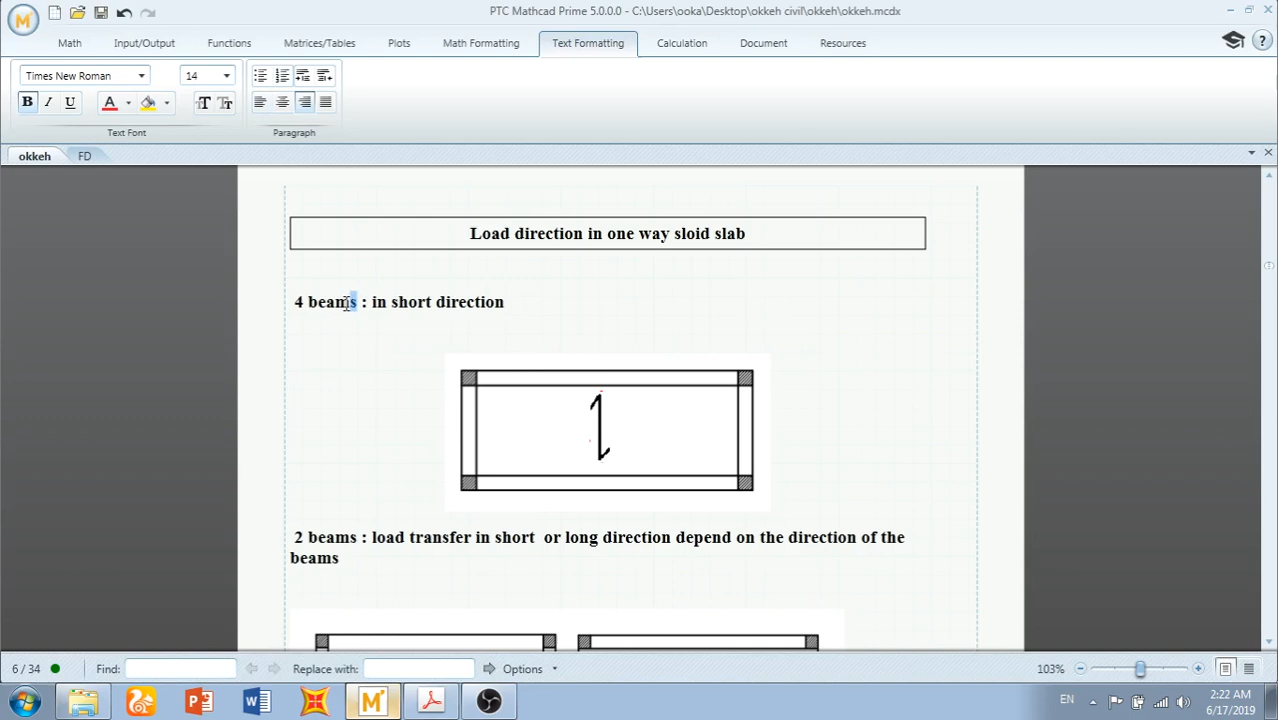 PTC Mathcad Prime 5.0.0.0 - C:\Users\ooka\Desktop\okkeh civil\okkeh\okkeh.mcdx
Math Input/Output Functions Matrices/Tables Plots Math Formatting Text Formatting Calculation Document Resources
Times New Roman 14
B I U A T T Tt
Text Font Paragraph
okkeh FD
Load direction in one way sloid slab
4 beams : in short direction
2 beams : load transfer in short or long direction depend on the direction of the
beams
6 / 34 Find: Replace with: Options 103%
EN 2:22 AM
6/17/2019